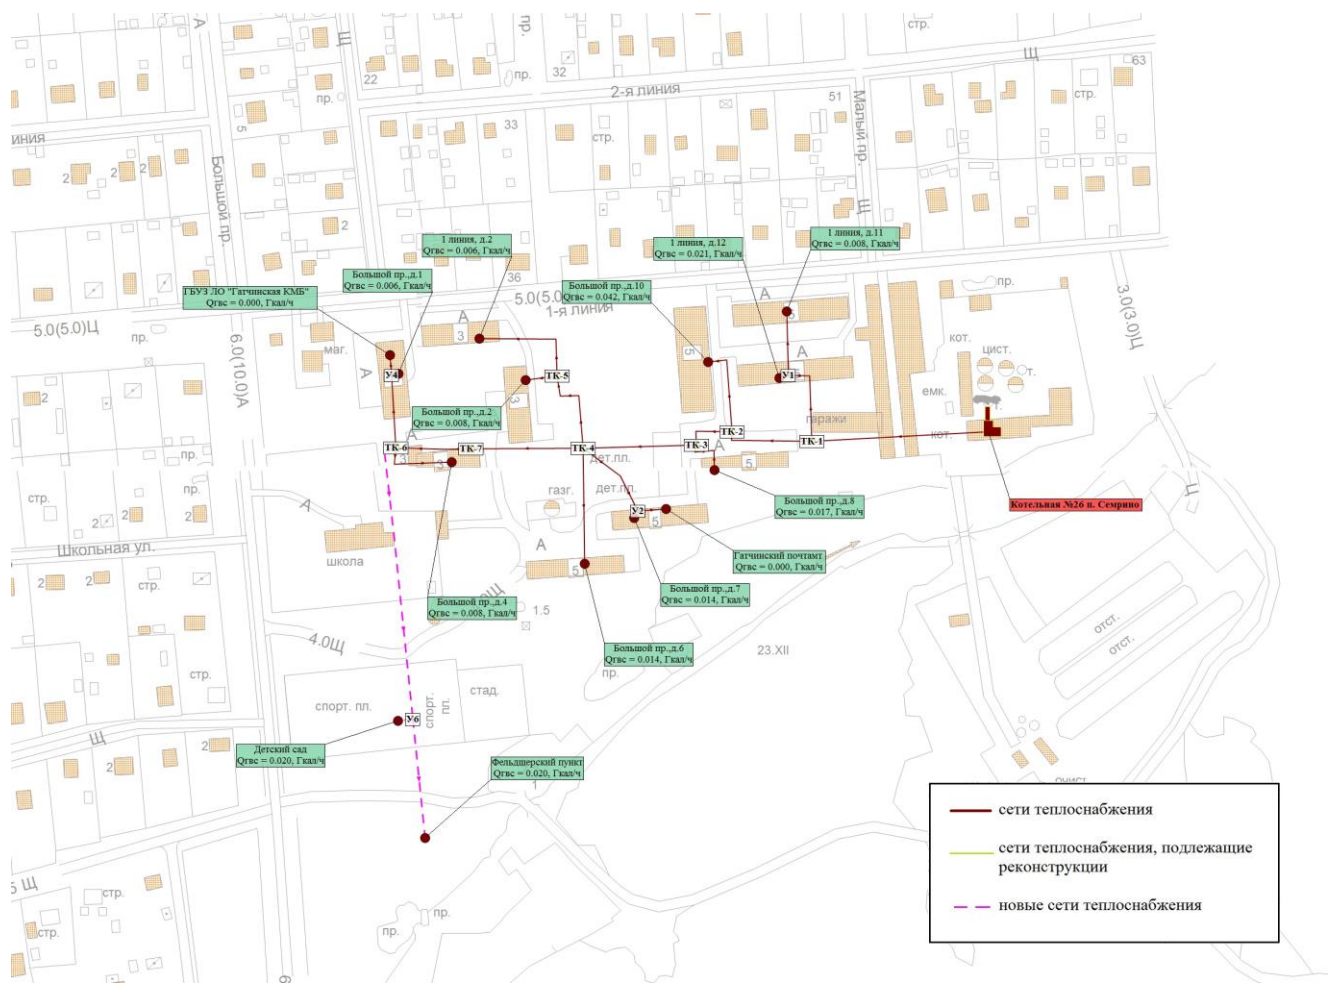 стр.
А
Щ
пр.
Щ
63
пр.
32
22
2-я линия
51
стр.
Малый пр.
пр.
5
33
стр.
иния
Большой пр.
2
2
2
2
Щ
2
1 линия, д.2
Qгвс = 0.006, Гкал/ч
1 линия, д.12
Qгвс = 0.021, Гкал/ч
1 линия, д.11
Qгвс = 0.008, Гкал/ч
Большой пр.,д.1
Qгвс = 0.006, Гкал/ч
36
Большой пр.,д.10
Qгвс = 0.042, Гкал/ч
пр.
ГБУЗ ЛО "Гатчинская КМБ"
Qгвс = 0.000, Гкал/ч
5.0(5.0
1-я линия
А
3.0(3.0)Ц
5.0(5.0)Ц
пр.
6.0(10.0)А
А
3
маг.
А
5
А
кот.
цист.
т.
У4
ТК-5
У1
2
3
емк.
т.
Большой пр.,д.2
Qгвс = 0.008, Гкал/ч
гаражи
А
ТК-2
кот.
пр.
ТК-6
ТК-7
ТК-4
ТК-3
А
ТК-1
3
3
дет.пл.
5
Ц
стр.
пр.
А
газг.
дет.пл.
Большой пр.,д.8
Qгвс = 0.017, Гкал/ч
Котельная №26 п. Семрино
2
2
У2
5
Школьная ул.
школа
А
5
Гатчинский почтамт
Qгвс = 0.000, Гкал/ч
2
2
стр.
Большой пр.,д.4
Qгвс = 0.008, Гкал/ч
Щ
1.5
Большой пр.,д.7
Qгвс = 0.014, Гкал/ч
отст.
отст.
4.0Щ
Большой пр.,д.6
Qгвс = 0.014, Гкал/ч
23.XII
стр.
пр.
спорт. пл.
спорт. пл.
стад.
У6
Щ
2
Детский сад
Qгвс = 0.020, Гкал/ч
2
Фельдшерский пункт
Qгвс = 0.020, Гкал/ч
1
очист.
сети теплоснабжения
сети теплоснабжения, подлежащие
реконструкции
новые сети теплоснабжения
5 Щ
стр.
пр.
стр.
пр.
6